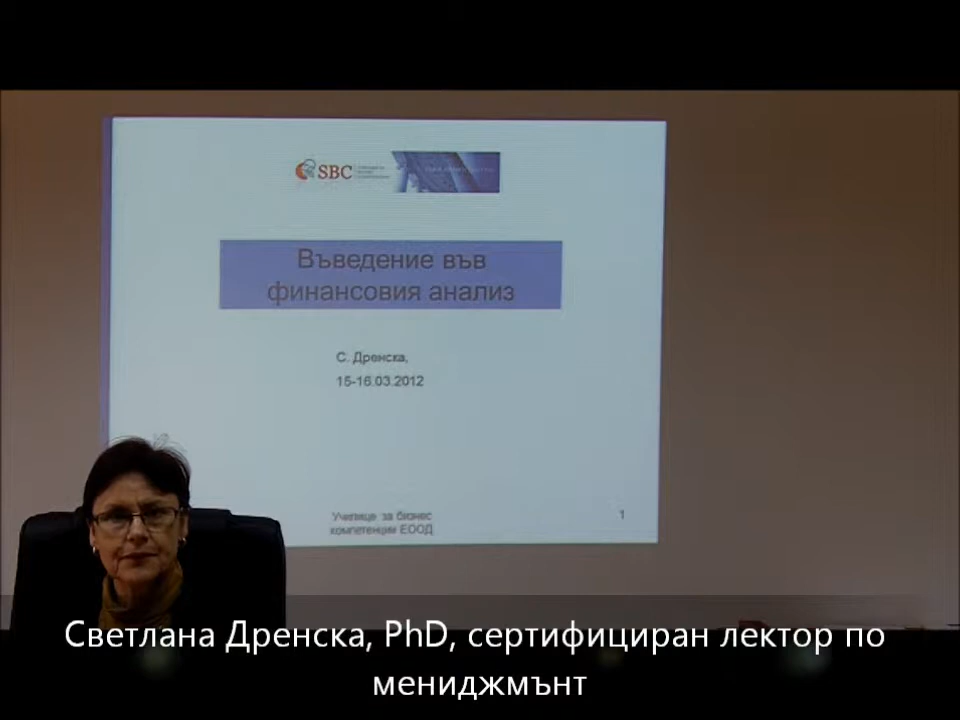 SBC
Въведение във
финансовия анализ
С. Дренска,
15-16.03.2012
Училище за бизнес
компетенции ЕООД
1
Светлана Дренска, PhD, сертифициран лектор по
мениджмънт